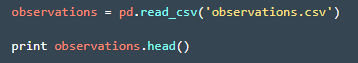 observations = pd.read_csv('observations.csv')
print observations.head()